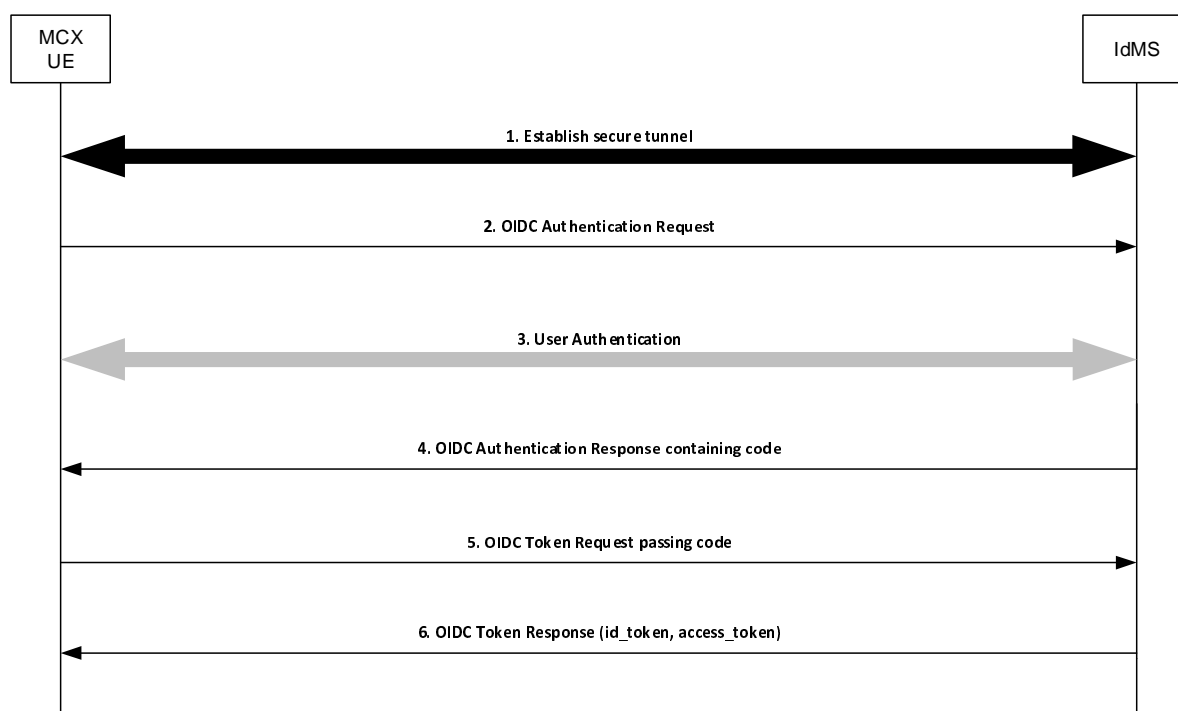 MCX
UE
IdMS
1. Establish secure tunnel
2. OIDC Authentication Request
3. User Authentication
4. OIDC Authentication Response containing code
5. OIDC Token Request passing code
6. OIDC Token Response (id_token, access_token)